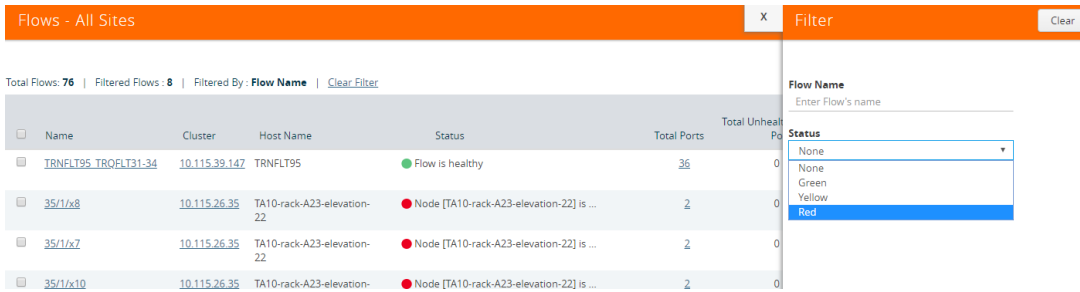 Flows - All Sites
X
Filter
Clear
Total Flows: 76 | Filtered Flows : 8 | Filtered By : Flow Name | Clear Filter
Flow Name
Enter Flow's name
Name Cluster Host Name Status Total Ports Total Unheal
Po
Status
None
None
Green
Yellow
Red
TRNFLT95_TRQFLT31-34 10.115.39.147 TRNFLT95 Flow is healthy 36 0
35/1/x8 10.115.26.35 TA10-rack-A23-elevation- Node [TA10-rack-A23-elevation-22] is ... 2 0
22
35/1/x7 10.115.26.35 TA10-rack-A23-elevation- Node [TA10-rack-A23-elevation-22] is ... 2 0
22
35/1/x10 10.115.26.35 TA10-rack-A23-elevation- Node [TA10-rack-A23-elevation-22] is ... 2 0